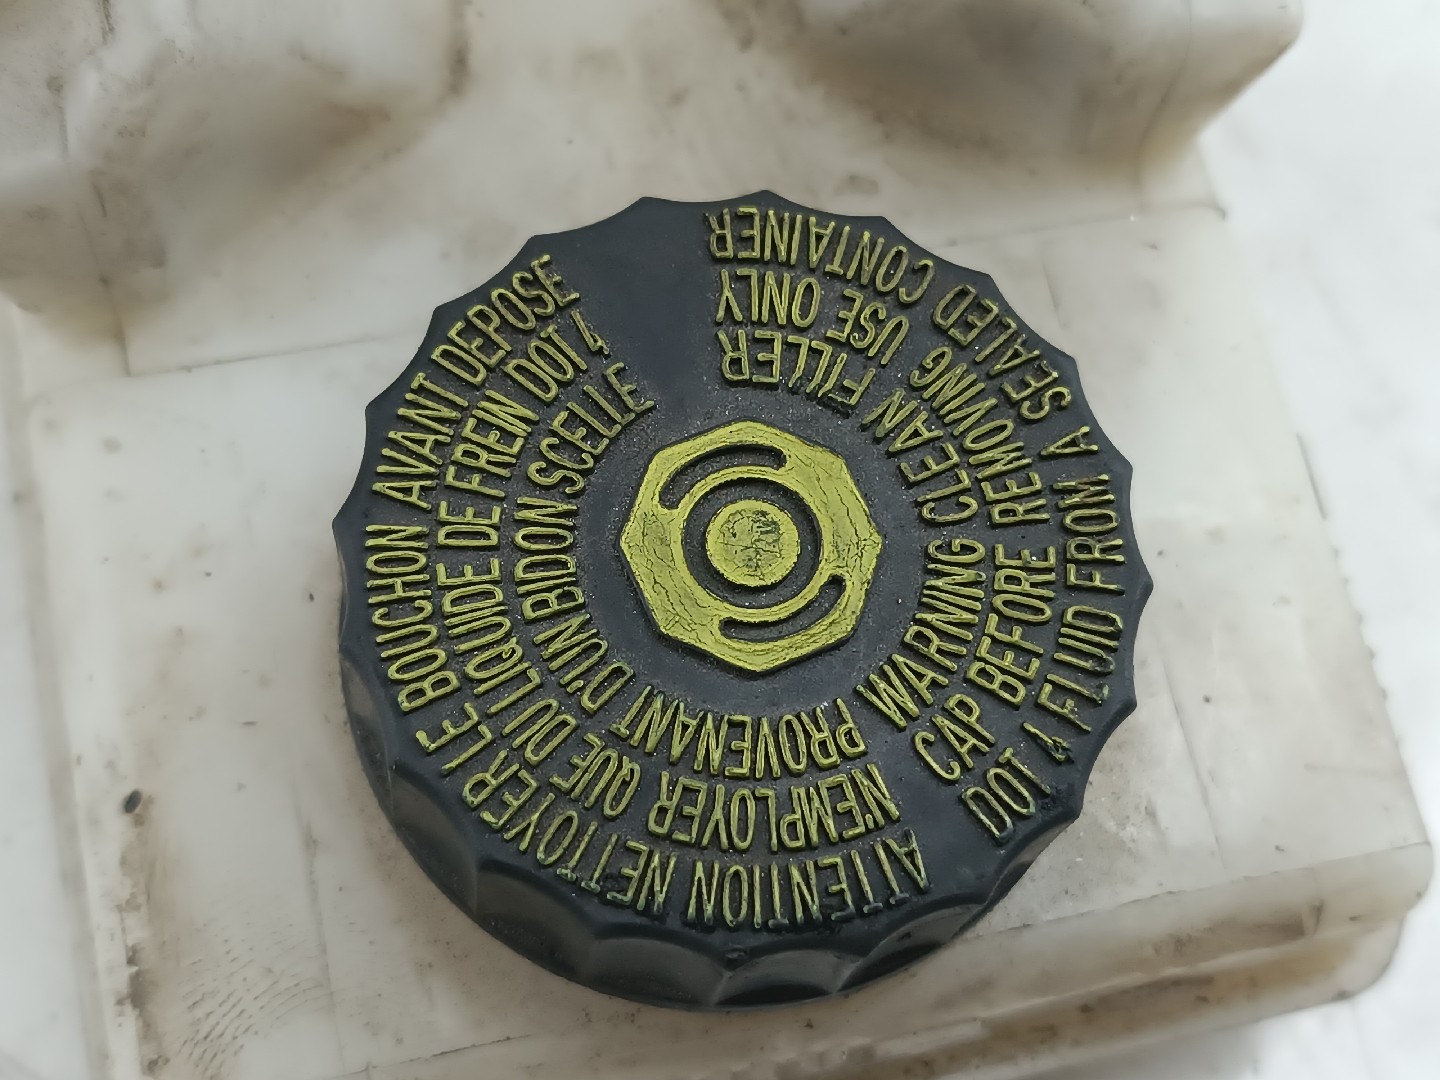 WARNING CLEAN FILLER
CAP BEFORE REMOVING USE ONLY
DOT 4 FLUID FROM A SEALED CONTAINER
ATTENTION NETTOYER LE BOUCHON AVANT DEPOSE
N'EMPLOYER QUE DU LIQUIDE DE FREIN DOT 4
PROVENANT D'UN BIDON SCELLE